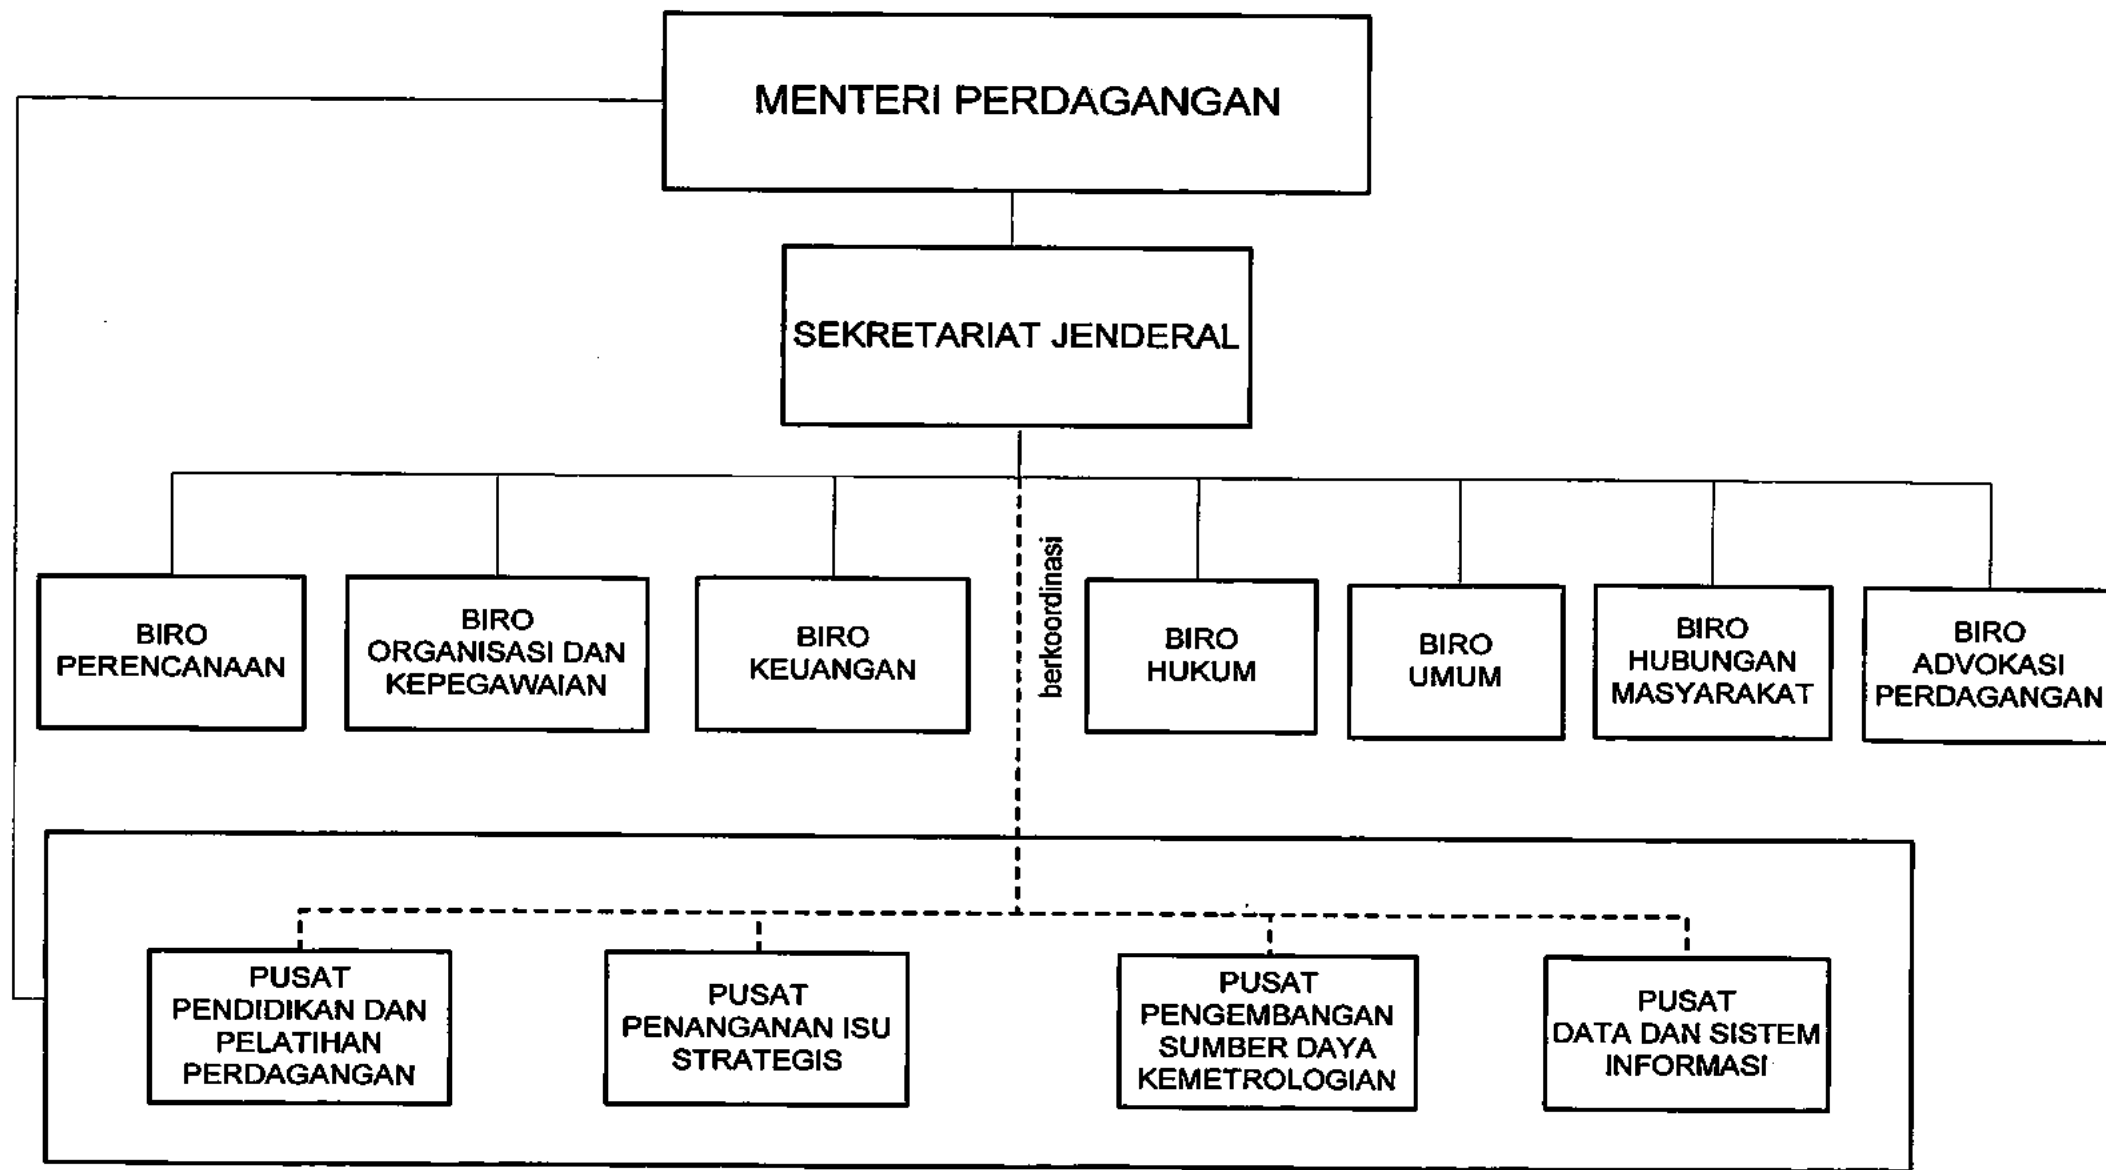 MENTERI PERDAGANGAN
SEKRETARIAT JENDERAL
berkoordinasi
BIRO
PERENCANAAN
BIRO
ORGANISASI DAN
KEPEGAWAIAN
BIRO
KEUANGAN
BIRO
HUKUM
BIRO
UMUM
BIRO
HUBUNGAN
MASYARAKAT
BIRO
ADVOKASI
PERDAGANGAN
PUSAT
PENDIDIKAN DAN
PELATIHAN
PERDAGANGAN
PUSAT
PENANGANAN ISU
STRATEGIS
PUSAT
PENGEMBANGAN
SUMBER DAYA
KEMETROLOGIAN
PUSAT
DATA DAN SISTEM
INFORMASI